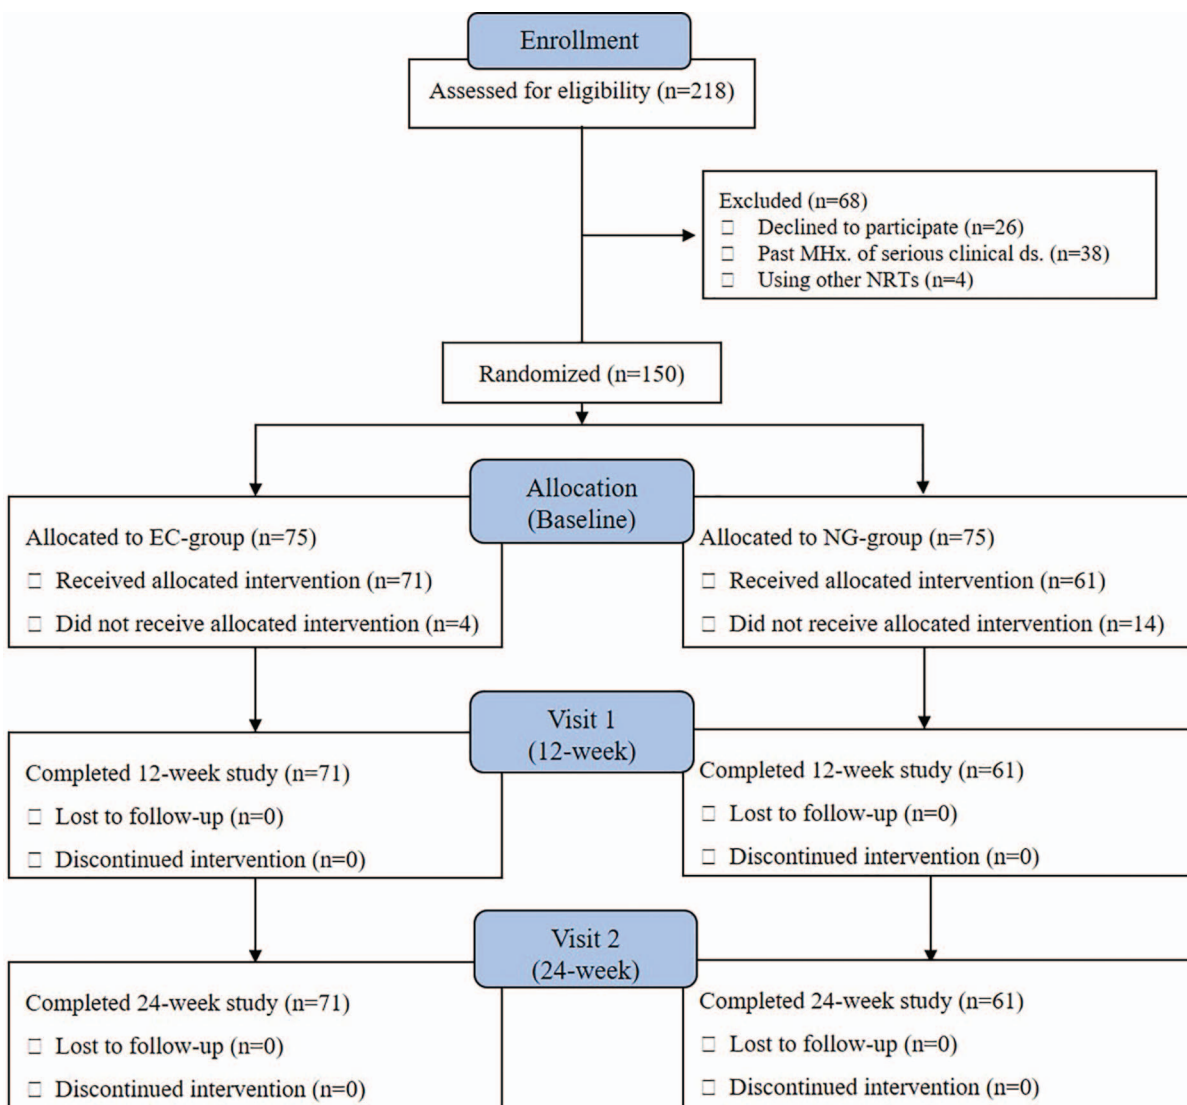 Enrollment
Assessed for eligibility (n=218)
Excluded (n=68)
Declined to participate (n=26)
Past MHx. of serious clinical ds. (n=38)
Using other NRTs (n=4)
Randomized (n=150)
Allocation
(Baseline)
Allocated to EC-group (n=75)
Received allocated intervention (n=71)
Did not receive allocated intervention (n=4)
Allocated to NG-group (n=75)
Received allocated intervention (n=61)
Did not receive allocated intervention (n=14)
Visit 1
(12-week)
Completed 12-week study (n=71)
Lost to follow-up (n=0)
Discontinued intervention (n=0)
Completed 12-week study (n=61)
Lost to follow-up (n=0)
Discontinued intervention (n=0)
Visit 2
(24-week)
Completed 24-week study (n=71)
Lost to follow-up (n=0)
Discontinued intervention (n=0)
Completed 24-week study (n=61)
Lost to follow-up (n=0)
Discontinued intervention (n=0)